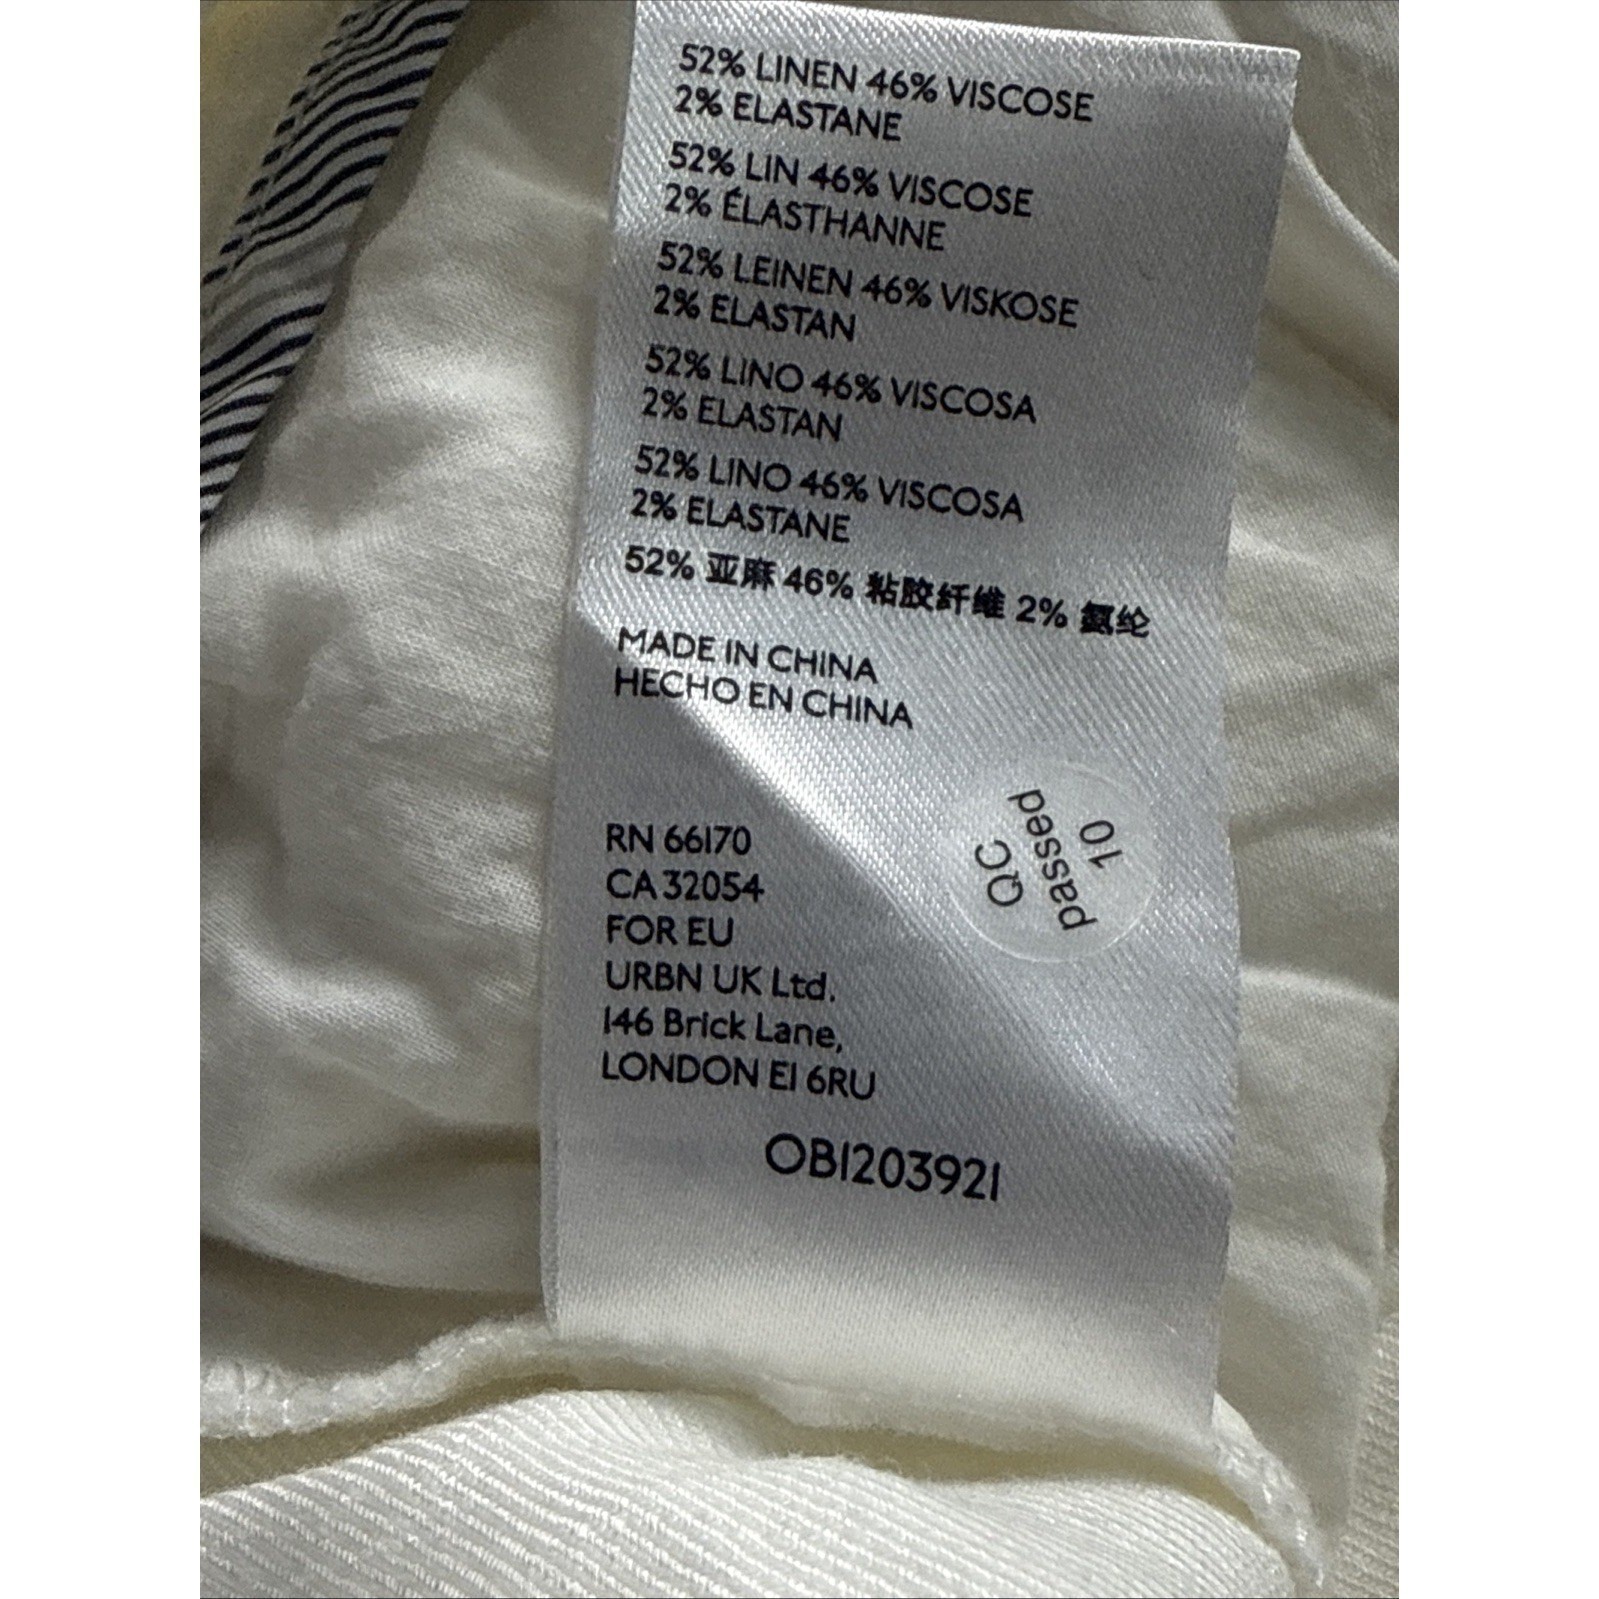 52% LINEN 46% VISCOSE
2% ELASTANE
52% LIN 46% VISCOSE
2% ÉLASTHANNE
52% LEINEN 46% VISKOSE
2% ELASTAN
52% LINO 46% VISCOSA
2% ELASTAN
52% LINO 46% VISCOSA
2% ELASTANE
52% 亚麻 46% 粘胶纤维 2% 氨纶
MADE IN CHINA
HECHO EN CHINA
QC
passed
10
RN 66170
CA 32054
FOR EU
URBN UK Ltd.
146 Brick Lane,
LONDON E1 6RU
OB1203921